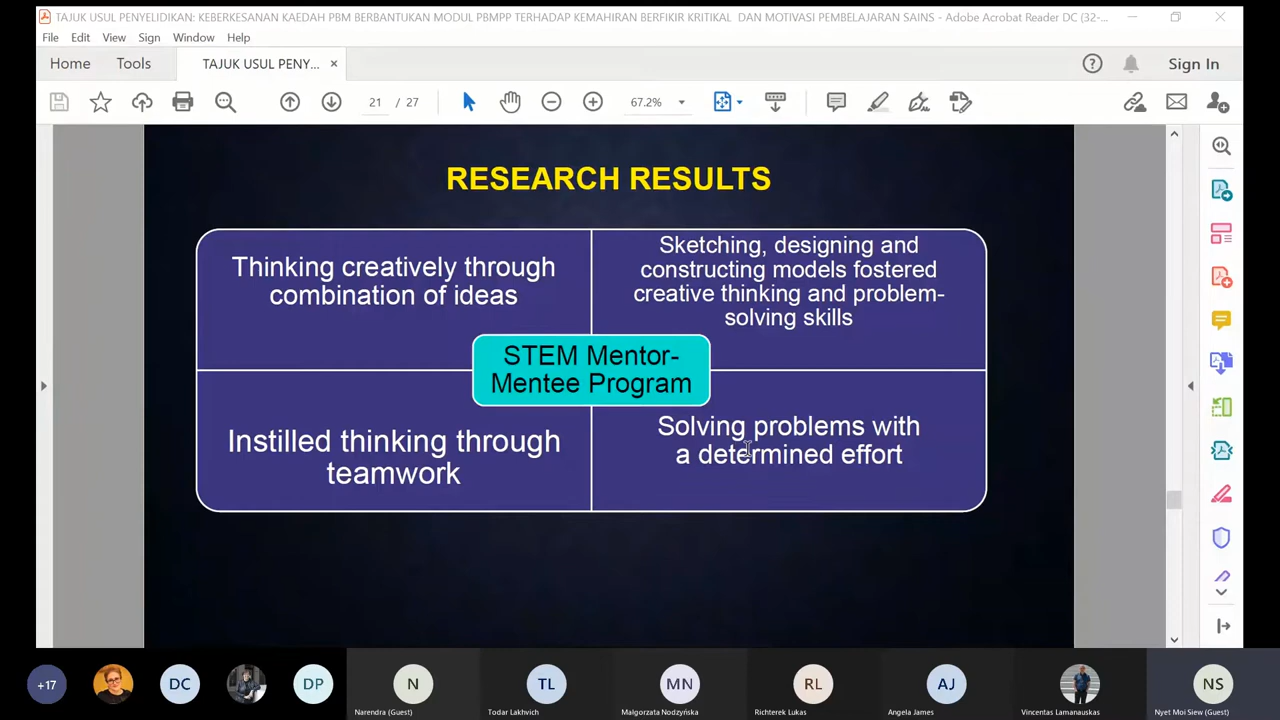 TAJUK USUL PENYELIDIKAN: KEBERKESANAN KAEDAH PBM BERBANTUKAN MODUL PBMPP TERHADAP KEMAHIRAN BERFIKIR KRITIKAL DAN MOTIVASI PEMBELAJARAN SAINS - Adobe Acrobat Reader DC (32-...
File Edit View Sign Window Help
Home Tools TAJUK USUL PENY... × Sign In
21 / 27 67.2%
RESEARCH RESULTS
Thinking creatively through
combination of ideas
Sketching, designing and
constructing models fostered
creative thinking and problem-
solving skills
STEM Mentor-
Mentee Program
Instilled thinking through
teamwork
Solving problems with
a determined effort
+17 DC DP N TL MN RL AJ NS
Narendra (Guest) Todar Lakhvich Małgorzata Nodzyńska Richterek Lukas Angela James Vincentas Lamanauskas Nyet Moi Siew (Guest)